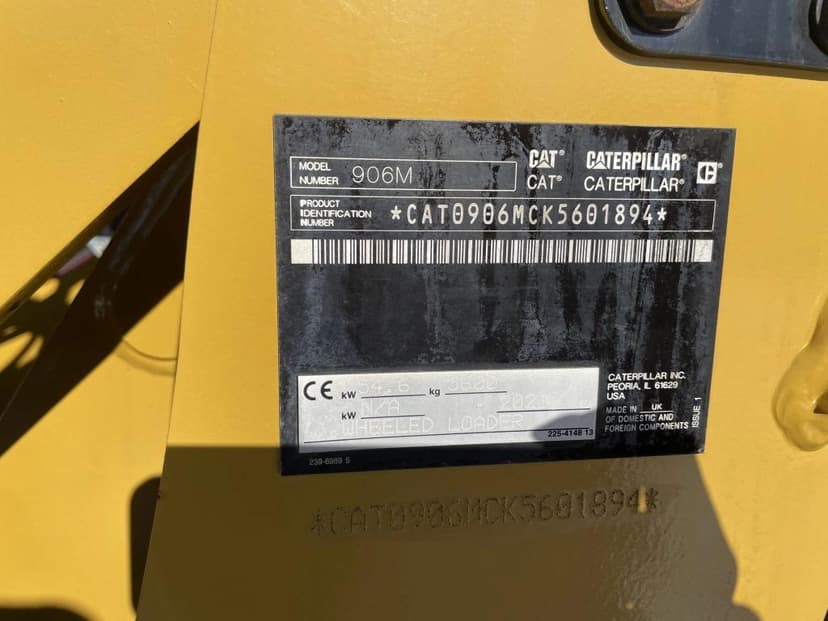 MODEL NUMBER 906M
CAT® CATERPILLAR®
CAT® CATERPILLAR®
PRODUCT IDENTIFICATION NUMBER *CAT0906MCK5601894*
CE kW 54.6 kg 5600
kW N/A
WHEELED LOADER
225-4148 13
CATERPILLAR INC.
PEORIA, IL 61629
USA
MADE IN UK
OF DOMESTIC AND
FOREIGN COMPONENTS
ISSUE 1
239-6969 S
*CAT0906MCK5601894*